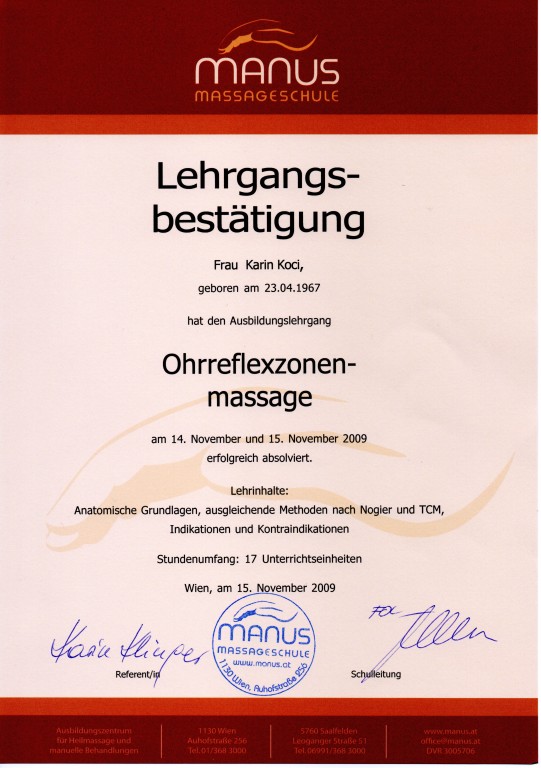 MANUS
MASSAGESCHULE
Lehrgangs-
bestätigung
Frau Karin Koci,
geboren am 23.04.1967
hat den Ausbildungslehrgang
Ohrreflexzonen-
massage
am 14. November und 15. November 2009
erfolgreich absolviert.
Lehrinhalte:
Anatomische Grundlagen, ausgleichende Methoden nach Nogier und TCM,
Indikationen und Kontraindikationen
Stundenumfang: 17 Unterrichtseinheiten
Wien, am 15. November 2009
MANUS
MASSAGESCHULE
www.manus.at
1130 Wien, Auhofstraße 256
Referent/in
Schulleitung
Ausbildungszentrum
für Heilmassage und
manuelle Behandlungen
1130 Wien
Auhofstraße 256
Tel. 01/368 3000
5760 Saalfelden
Leoganger Straße 51
Tel. 06991/368 3000
www.manus.at
office@manus.at
DVR 3005706